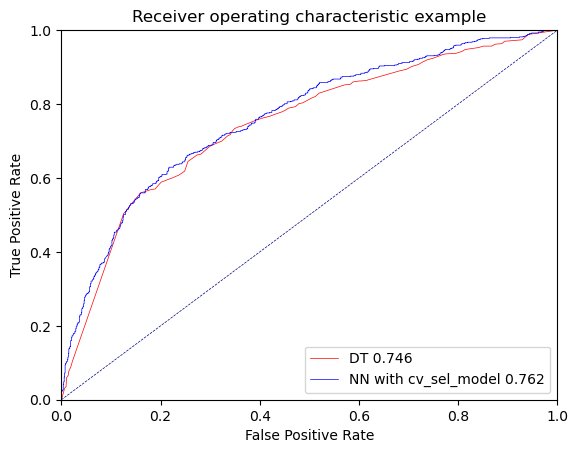 Receiver operating characteristic example
True Positive Rate
1.0
0.8
0.6
0.4
0.2
0.0
DT 0.746
NN with cv_sel_model 0.762
0.0 0.2 0.4 0.6 0.8 1.0
False Positive Rate